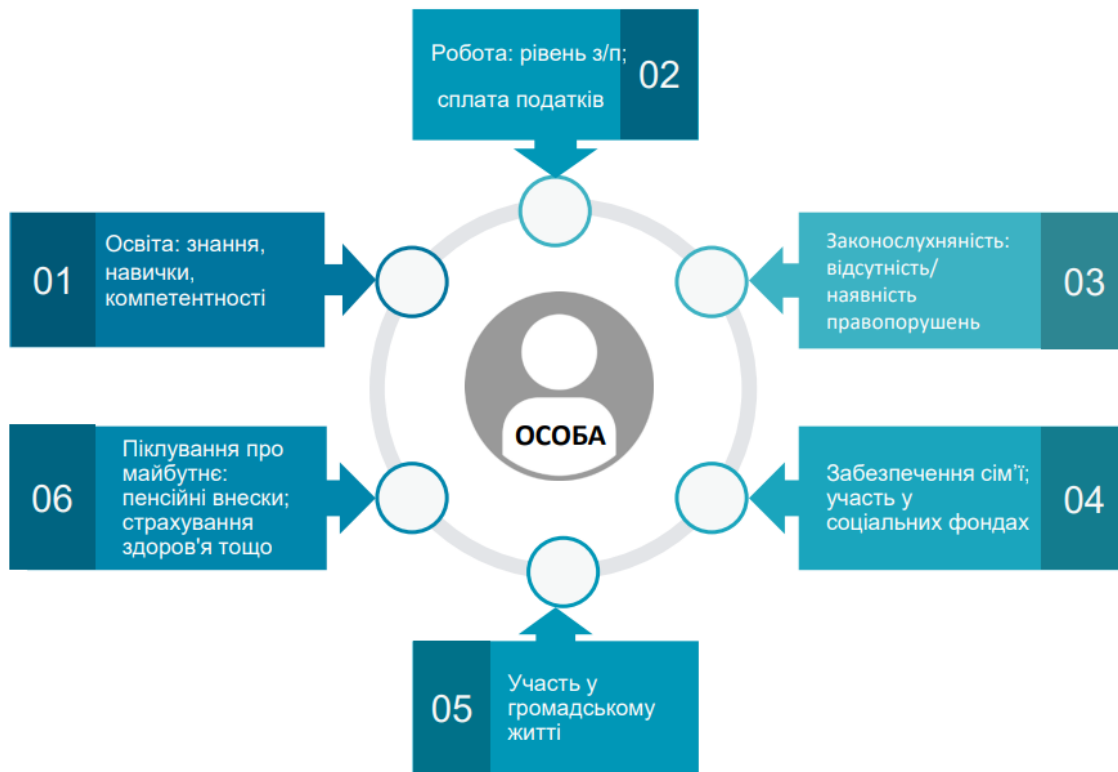 01
Освіта: знання,
навички,
компетентності
Робота: рівень з/п;
сплата податків
02
Законослухняність:
відсутність/
наявність
правопорушень
03
Забезпечення сім’ї;
участь у
соціальних фондах
04
05
Участь у
громадському
житті
06
Піклування про
майбутнє:
пенсійні внески;
страхування
здоров'я тощо
ОСОБА